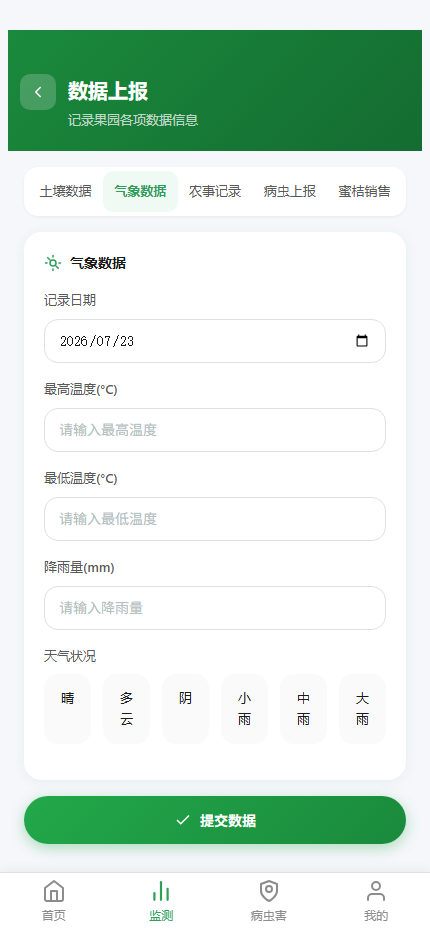 数据上报
记录果园各项数据信息
土壤数据 气象数据 农事记录 病虫上报 蜜桔销售
气象数据
记录日期
2026/07/23
最高温度(°C)
请输入最高温度
最低温度(°C)
请输入最低温度
降雨量(mm)
请输入降雨量
天气状况
晴 多云 阴 小雨 中雨 大雨
提交数据
首页 监测 病虫害 我的